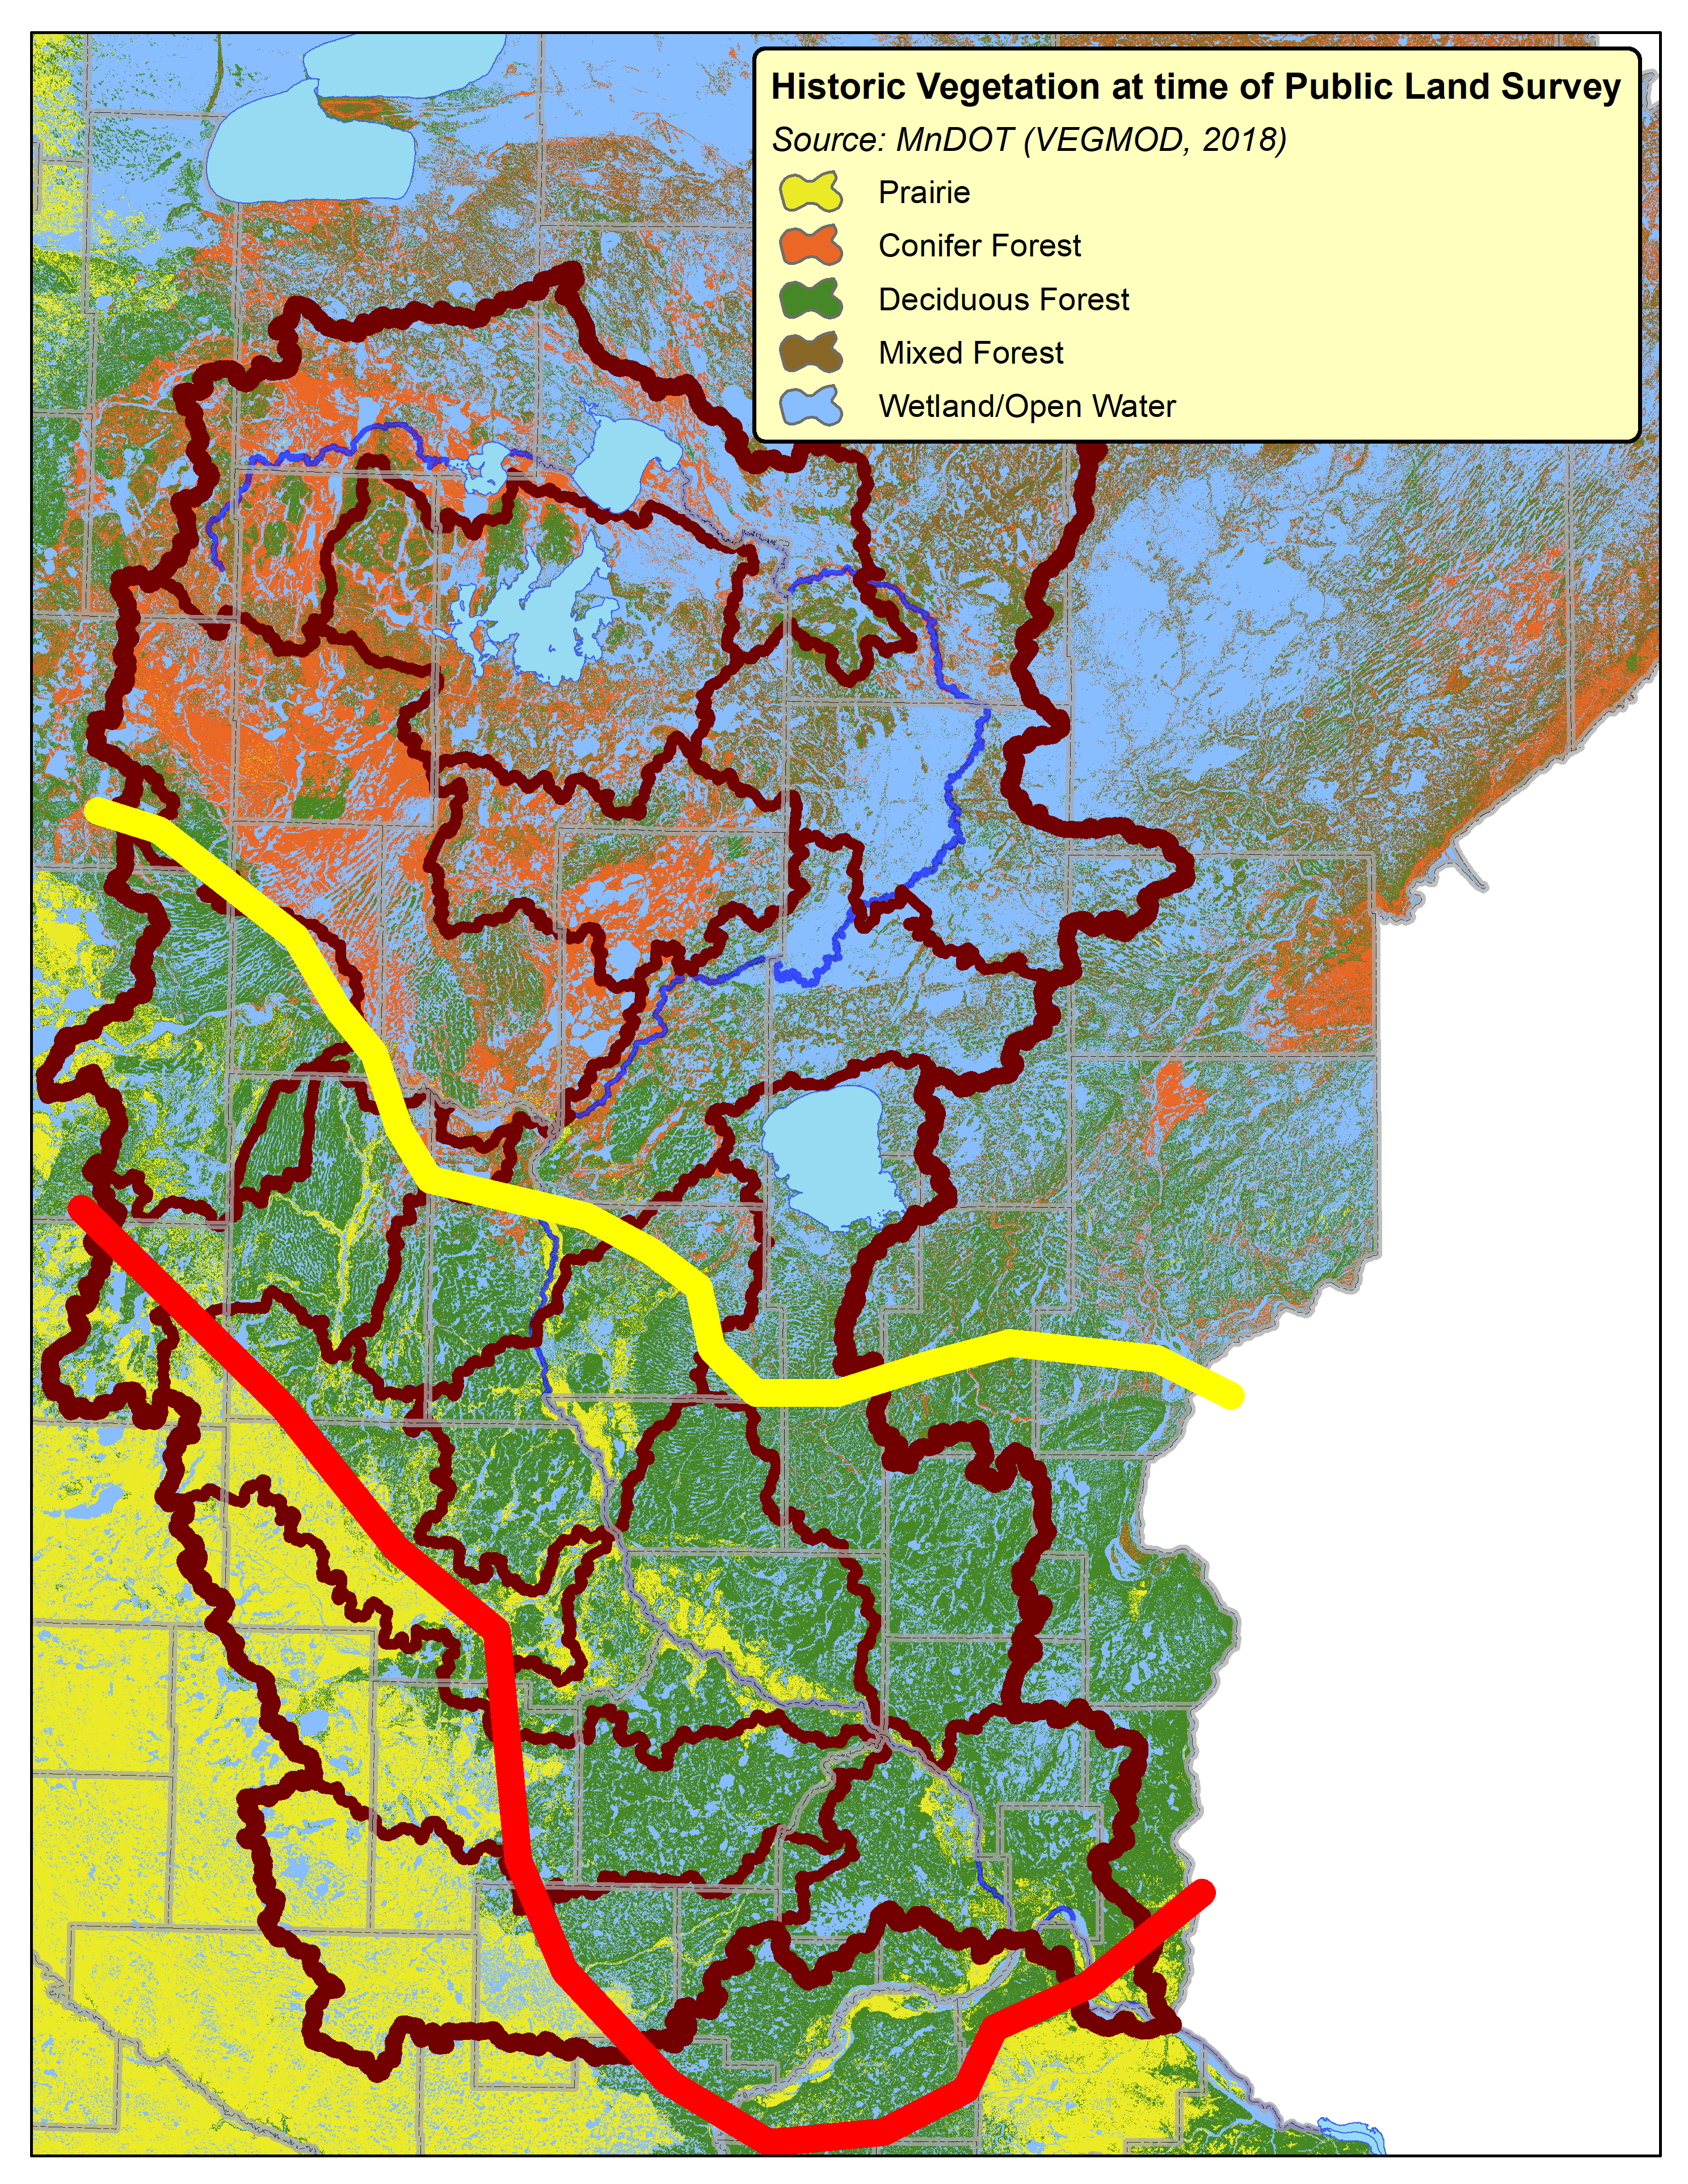 Historic Vegetation at time of Public Land Survey
Source: MnDOT (VEGMOD, 2018)
Prairie
Conifer Forest
Deciduous Forest
Mixed Forest
Wetland/Open Water